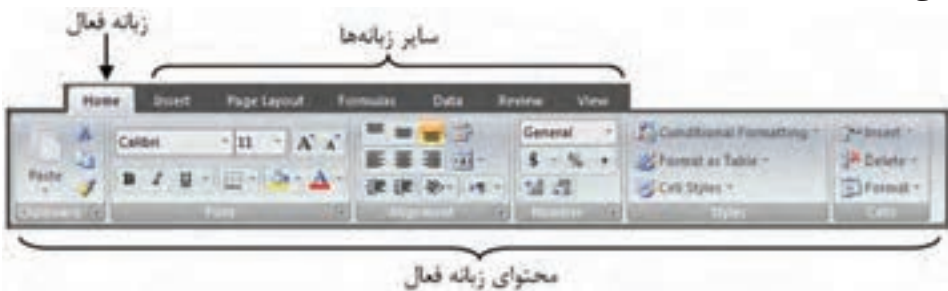 زبانه فعال
سایر زبانه‌ها
Home Insert Page Layout Formulas Data Review View
Calibri 11 A A General Conditional Formatting Insert
Paste $ % Format as Table Delete
B I U A Cell Styles Format
Clipboard Font Alignment Number Styles Cells
محتوای زبانه فعال